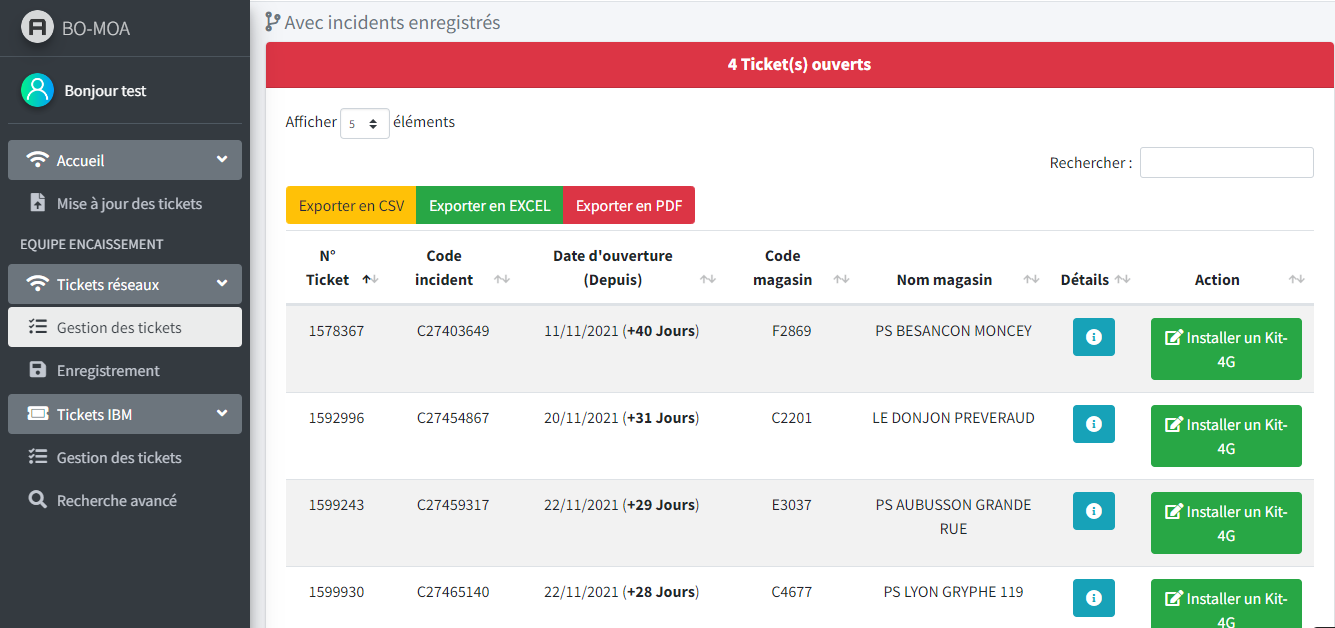 BO-MOA
Bonjour test
Accueil
Mise à jour des tickets
EQUIPE ENCAISSEMENT
Tickets réseaux
Gestion des tickets
Enregistrement
Tickets IBM
Gestion des tickets
Recherche avancé
Avec incidents enregistrés
4 Ticket(s) ouverts
Afficher 5 éléments
Rechercher :
Exporter en CSV Exporter en EXCEL Exporter en PDF
N° Code Date d'ouverture Code
Ticket incident (Depuis) magasin Nom magasin Détails Action
1578367 C27403649 11/11/2021 (+40 Jours) F2869 PS BESANCON MONCEY Installer un Kit-
4G
1592996 C27454867 20/11/2021 (+31 Jours) C2201 LE DONJON PREVERAUD Installer un Kit-
4G
1599243 C27459317 22/11/2021 (+29 Jours) E3037 PS AUBUSSON GRANDE Installer un Kit-
RUE 4G
1599930 C27465140 22/11/2021 (+28 Jours) C4677 PS LYON GRYPHE 119 Installer un Kit-
4G